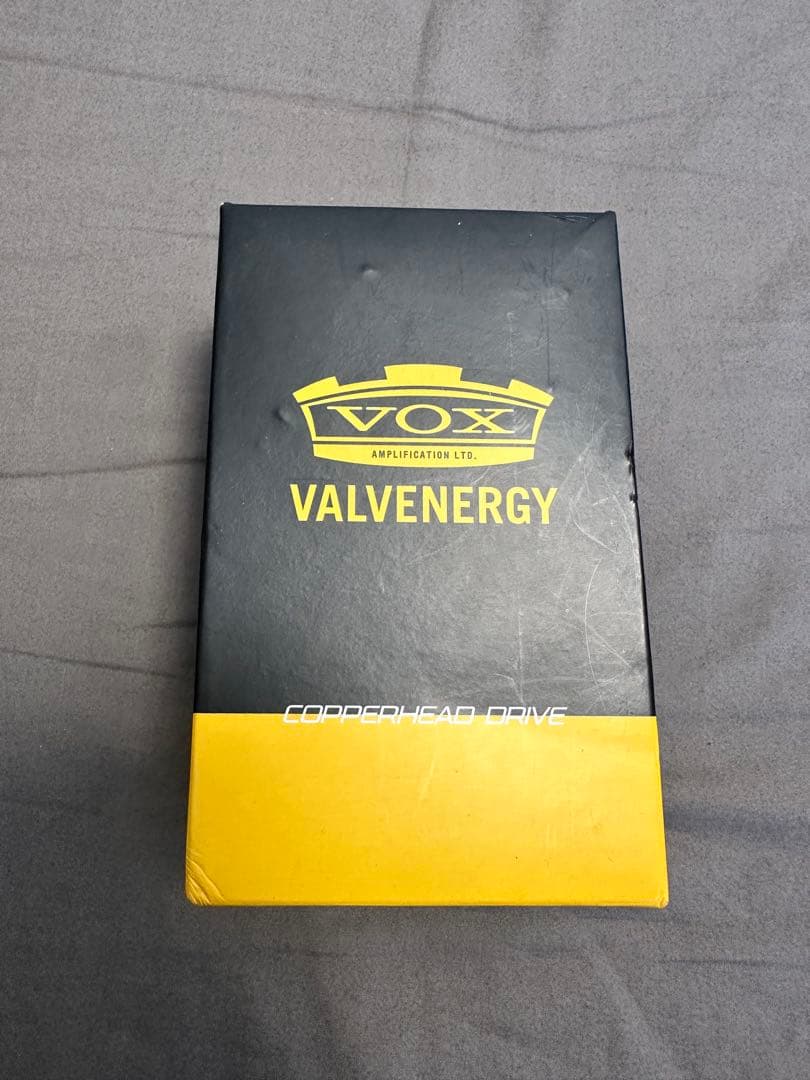 VOX
AMPLIFICATION LTD.
VALVENERGY
COPPERHEAD DRIVE